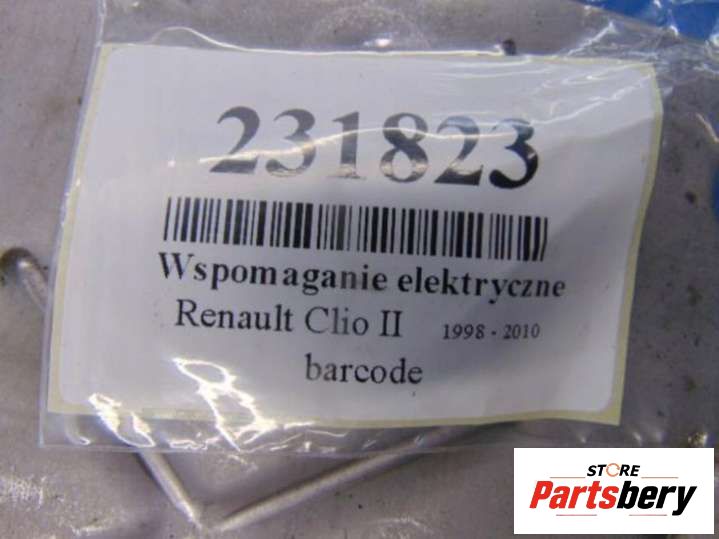 231823
Wspomaganie elektryczne
Renault Clio II 1998 - 2010
barcode
STORE
Partsbery